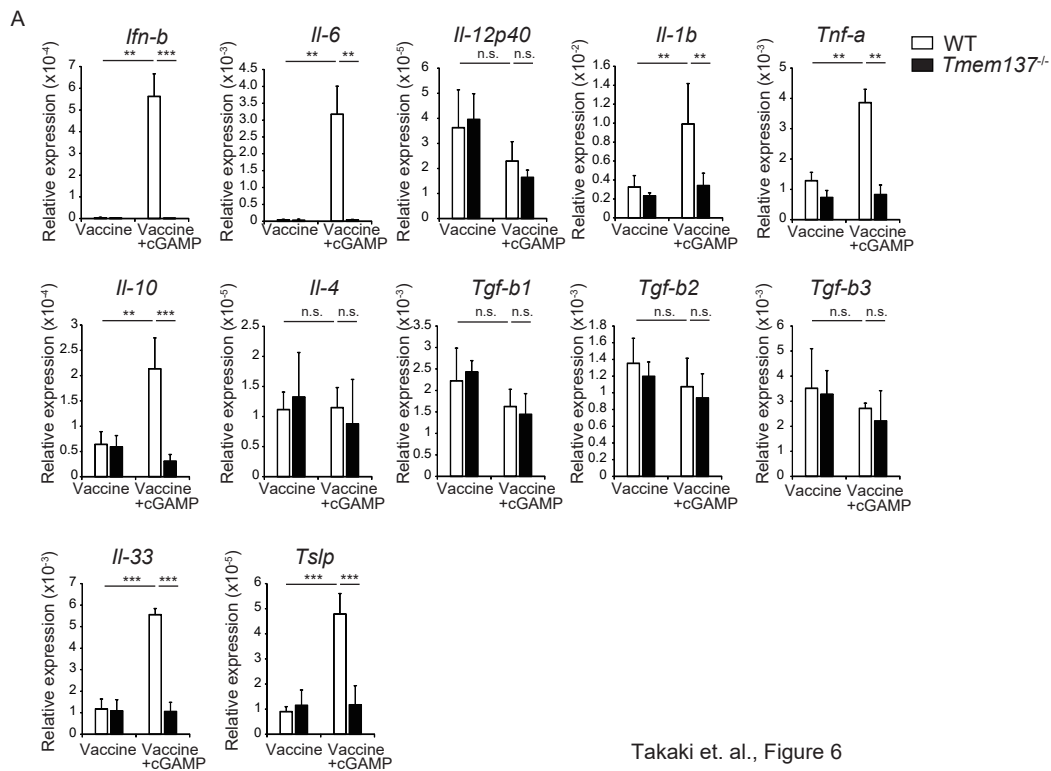 A
Ifn-b
Relative expression (x10-4)
** ***
7
6
5
4
3
2
1
0
Vaccine Vaccine
+cGAMP
Il-6
Relative expression (x10-3)
** **
4.5
4.0
3.5
3.0
2.5
2.0
1.5
1.0
0.5
0
Vaccine Vaccine
+cGAMP
Il-12p40
Relative expression (x10-5)
n.s. n.s.
6
5
4
3
2
1
0
Vaccine Vaccine
+cGAMP
Il-1b
Relative expression (x10-2)
** **
1.6
1.4
1.2
1.0
0.8
0.6
0.4
0.2
0
Vaccine Vaccine
+cGAMP
Tnf-a
Relative expression (x10-3)
** **
5
4
3
2
1
0
Vaccine Vaccine
+cGAMP
WT
Tmem137-/-
Il-10
Relative expression (x10-4)
** ***
3
2.5
2
1.5
1
0.5
0
Vaccine Vaccine
+cGAMP
Il-4
Relative expression (x10-5)
n.s. n.s.
2.5
2
1.5
1
0.5
0
Vaccine Vaccine
+cGAMP
Tgf-b1
Relative expression (x10-3)
n.s. n.s.
3.5
3
2.5
2
1.5
1
0.5
0
Vaccine Vaccine
+cGAMP
Tgf-b2
Relative expression (x10-3)
n.s. n.s.
1.8
1.6
1.4
1.2
1
0.8
0.6
0.4
0.2
0
Vaccine Vaccine
+cGAMP
Tgf-b3
Relative expression (x10-3)
n.s. n.s.
6
5
4
3
2
1
0
Vaccine Vaccine
+cGAMP
Il-33
Relative expression (x10-3)
*** ***
7
6
5
4
3
2
1
0
Vaccine Vaccine
+cGAMP
Tslp
Relative expression (x10-5)
*** ***
6
5
4
3
2
1
0
Vaccine Vaccine
+cGAMP
Takaki et. al., Figure 6